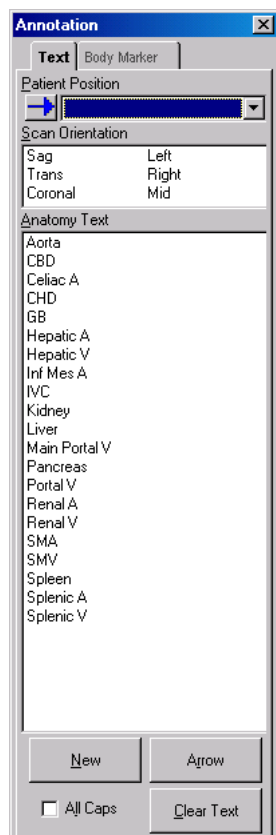 Annotation
Text Body Marker
Patient Position
Scan Orientation
Sag Left
Trans Right
Coronal Mid
Anatomy Text
Aorta
CBD
Celiac A
CHD
GB
Hepatic A
Hepatic V
Inf Mes A
IVC
Kidney
Liver
Main Portal V
Pancreas
Portal V
Renal A
Renal V
SMA
SMV
Spleen
Splenic A
Splenic V
New Arrow
All Caps Clear Text